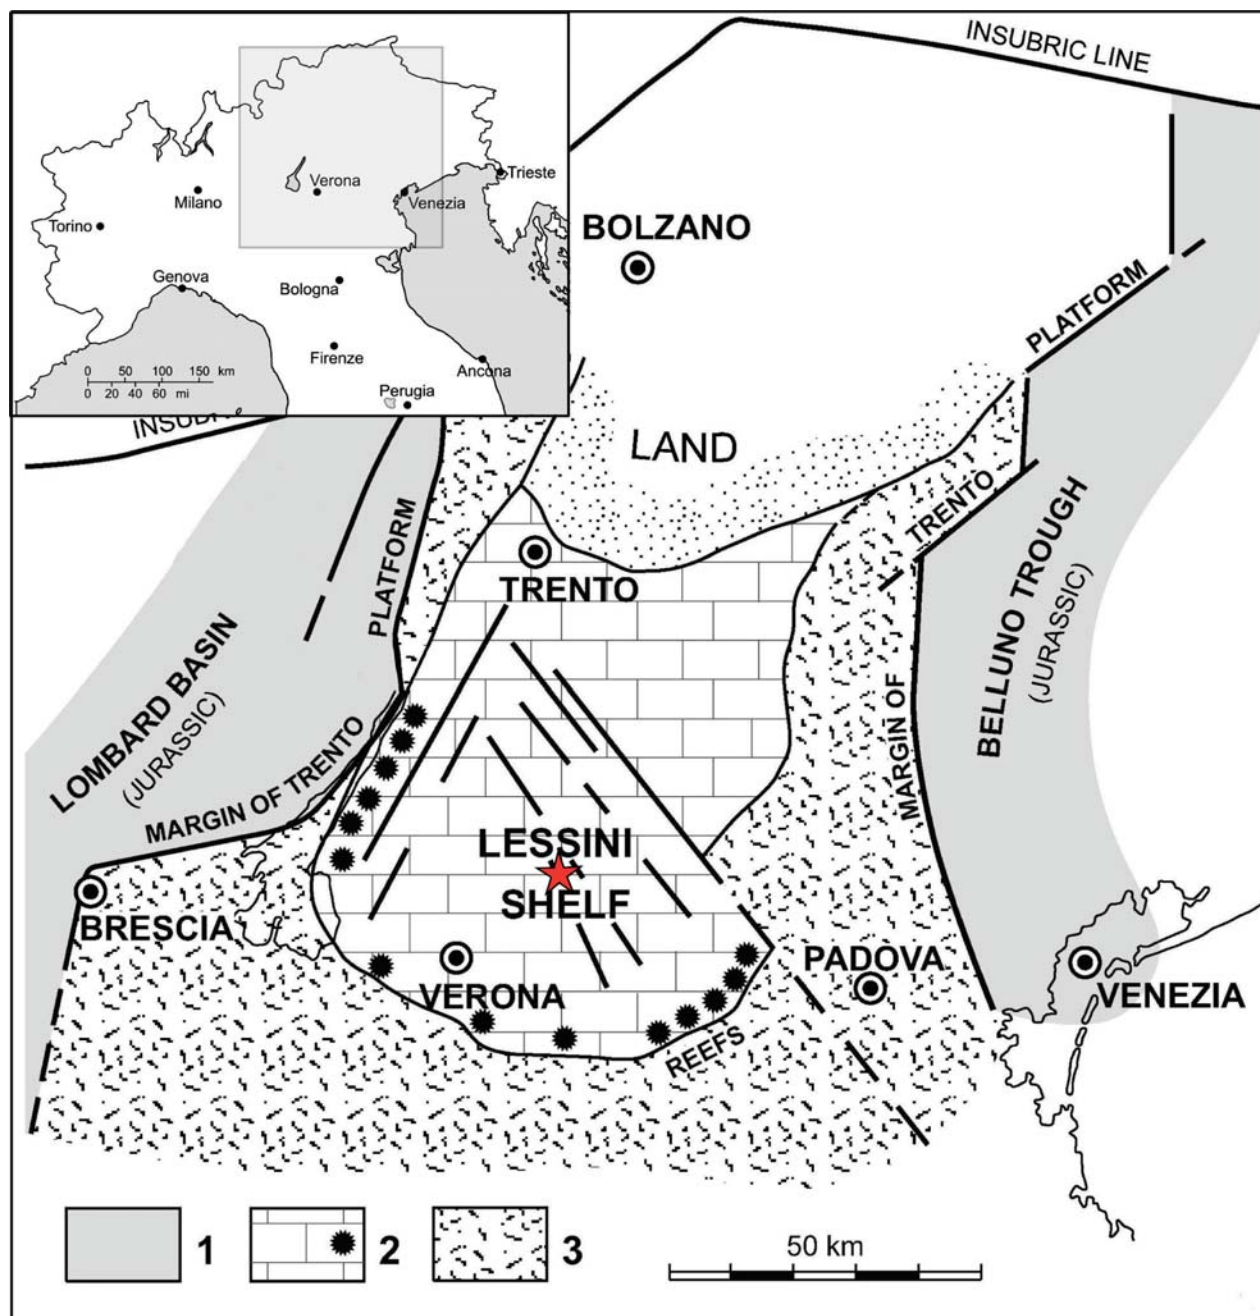 INSUBRIC LINE
Trieste
Verona
Milano
Venezia
Torino
Genova
Bologna
Firenze
Ancona
Perugia
0 50 100 150 km
0 20 40 60 mi
BOLZANO
PLATFORM
LAND
TRENTO
PLATFORM
TRENTO
LOMBARD BASIN
(JURASSIC)
MARGIN OF TRENTO
BELLUNO TROUGH
(JURASSIC)
MARGIN OF
LESSINI
SHELF
BRESCIA
VERONA
PADOVA
VENEZIA
REEFS
1
2
3
50 km